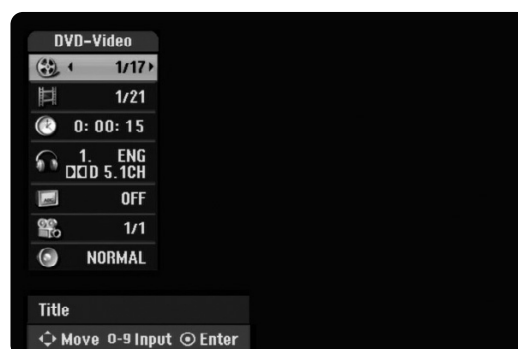 DVD-Video
1/17
1/21
0: 00: 15
1. ENG
D 5.1CH
OFF
1/1
NORMAL
Title
Move 0-9 Input Enter